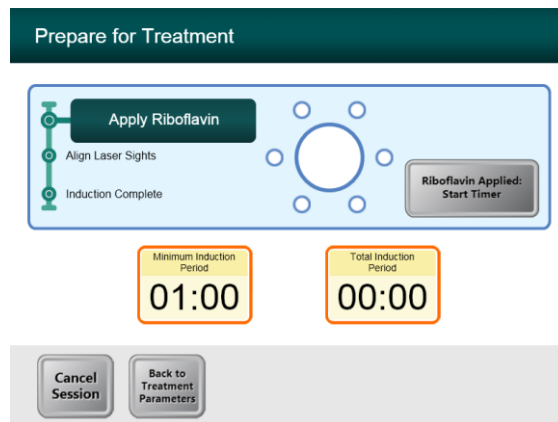 Prepare for Treatment
Apply Riboflavin
Align Laser Sights
Induction Complete
Riboflavin Applied:
Start Timer
Minimum Induction
Period
01:00
Total Induction
Period
00:00
Cancel
Session
Back to
Treatment
Parameters